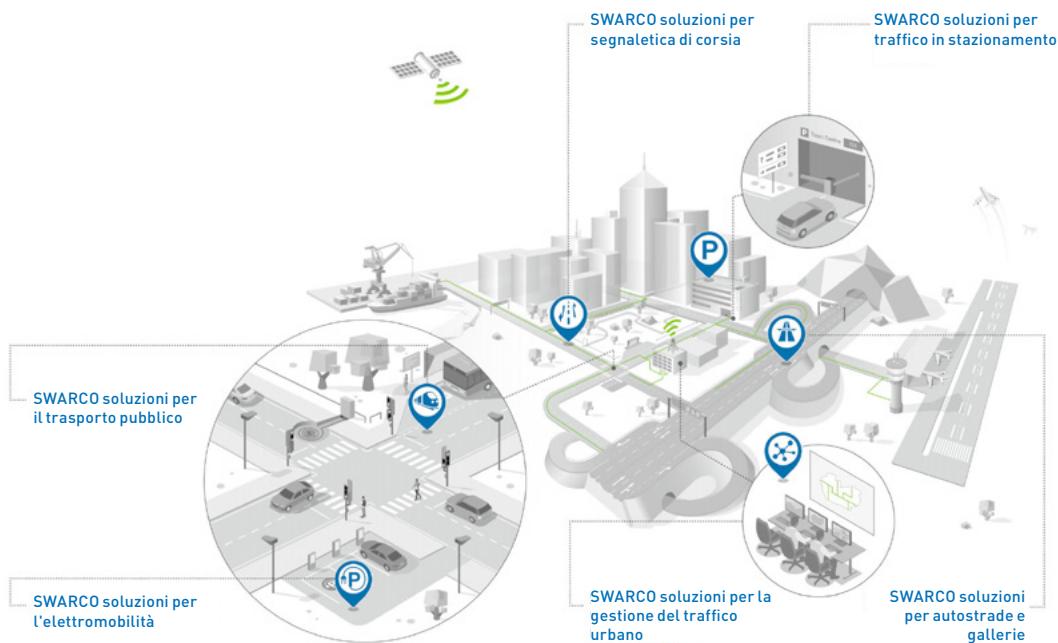 SWARCO soluzioni per
segnaletica di corsia
SWARCO soluzioni per
traffico in stazionamento
P
P
SWARCO soluzioni per
il trasporto pubblico
P
SWARCO soluzioni per
l'elettromobilità
SWARCO soluzioni per la
gestione del traffico
urbano
SWARCO soluzioni
per autostrade e
gallerie